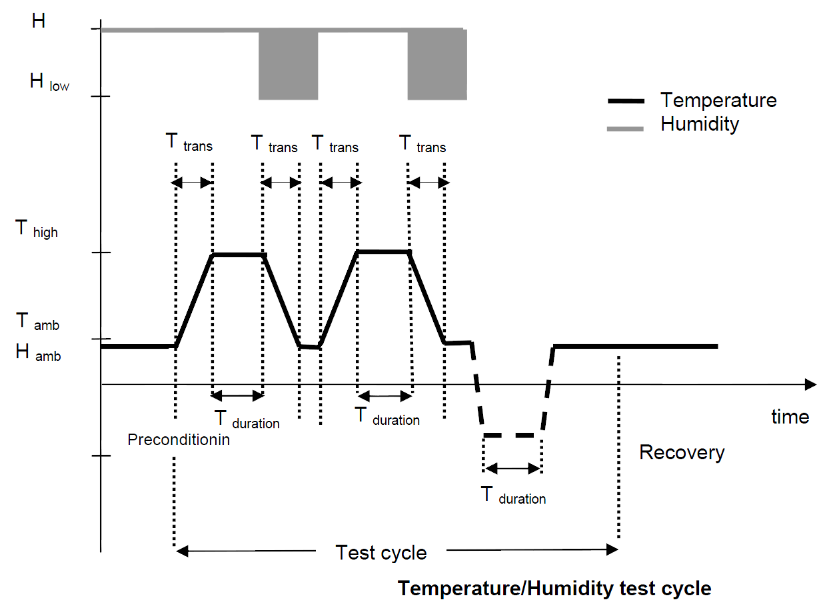 H
H low
Temperature
Humidity
T trans
T trans
T trans
T trans
T high
T amb
H amb
T duration
T duration
time
Preconditionin
Recovery
T duration
Test cycle
Temperature/Humidity test cycle